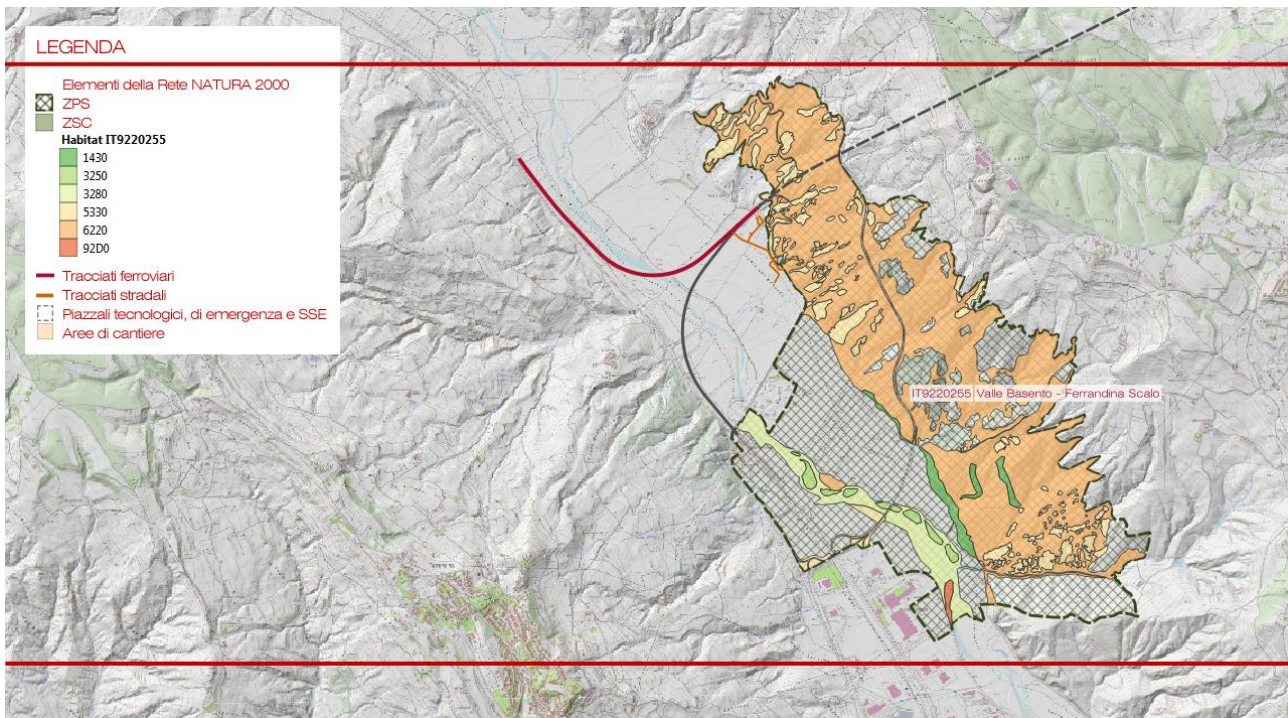 LEGENDA
Elementi della Rete NATURA 2000
ZPS
ZSC
Habitat IT9220255
1430
3250
3280
5330
6220
92D0
Tracciati ferroviari
Tracciati stradali
Piazzali tecnologici, di emergenza e SSE
Aree di cantiere
IT9220255 Valle Basento - Ferrandina Scalo